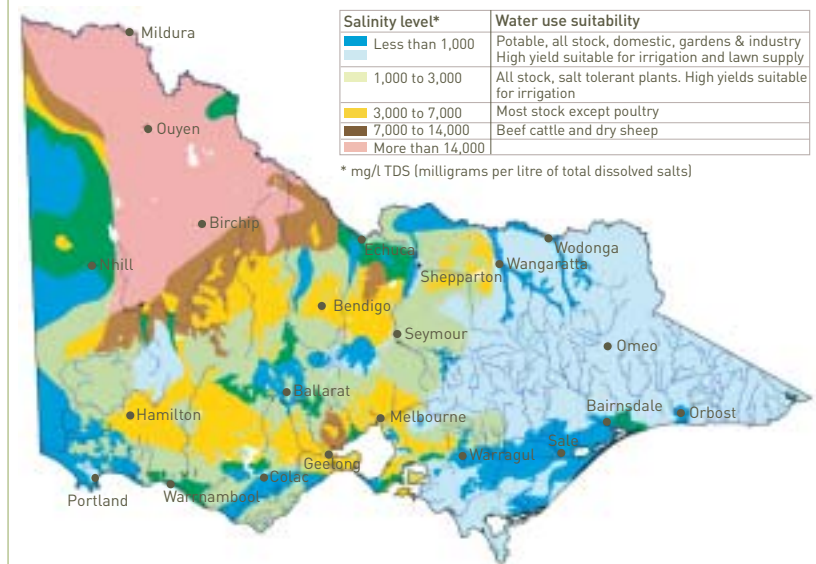 Salinity level* Water use suitability
Less than 1,000 Potable, all stock, domestic, gardens & industry
High yield suitable for irrigation and lawn supply
1,000 to 3,000 All stock, salt tolerant plants. High yields suitable
for irrigation
3,000 to 7,000 Most stock except poultry
7,000 to 14,000 Beef cattle and dry sheep
More than 14,000
* mg/l TDS (milligrams per litre of total dissolved salts)
Mildura
Ouyen
Birchip
Nhill
Echuca
Wodonga
Wangaratta
Shepparton
Bendigo
Seymour
Omeo
Ballarat
Hamilton
Melbourne
Bairnsdale
Orbost
Sale
Warragul
Geelong
Colac
Portland
Warrnambool